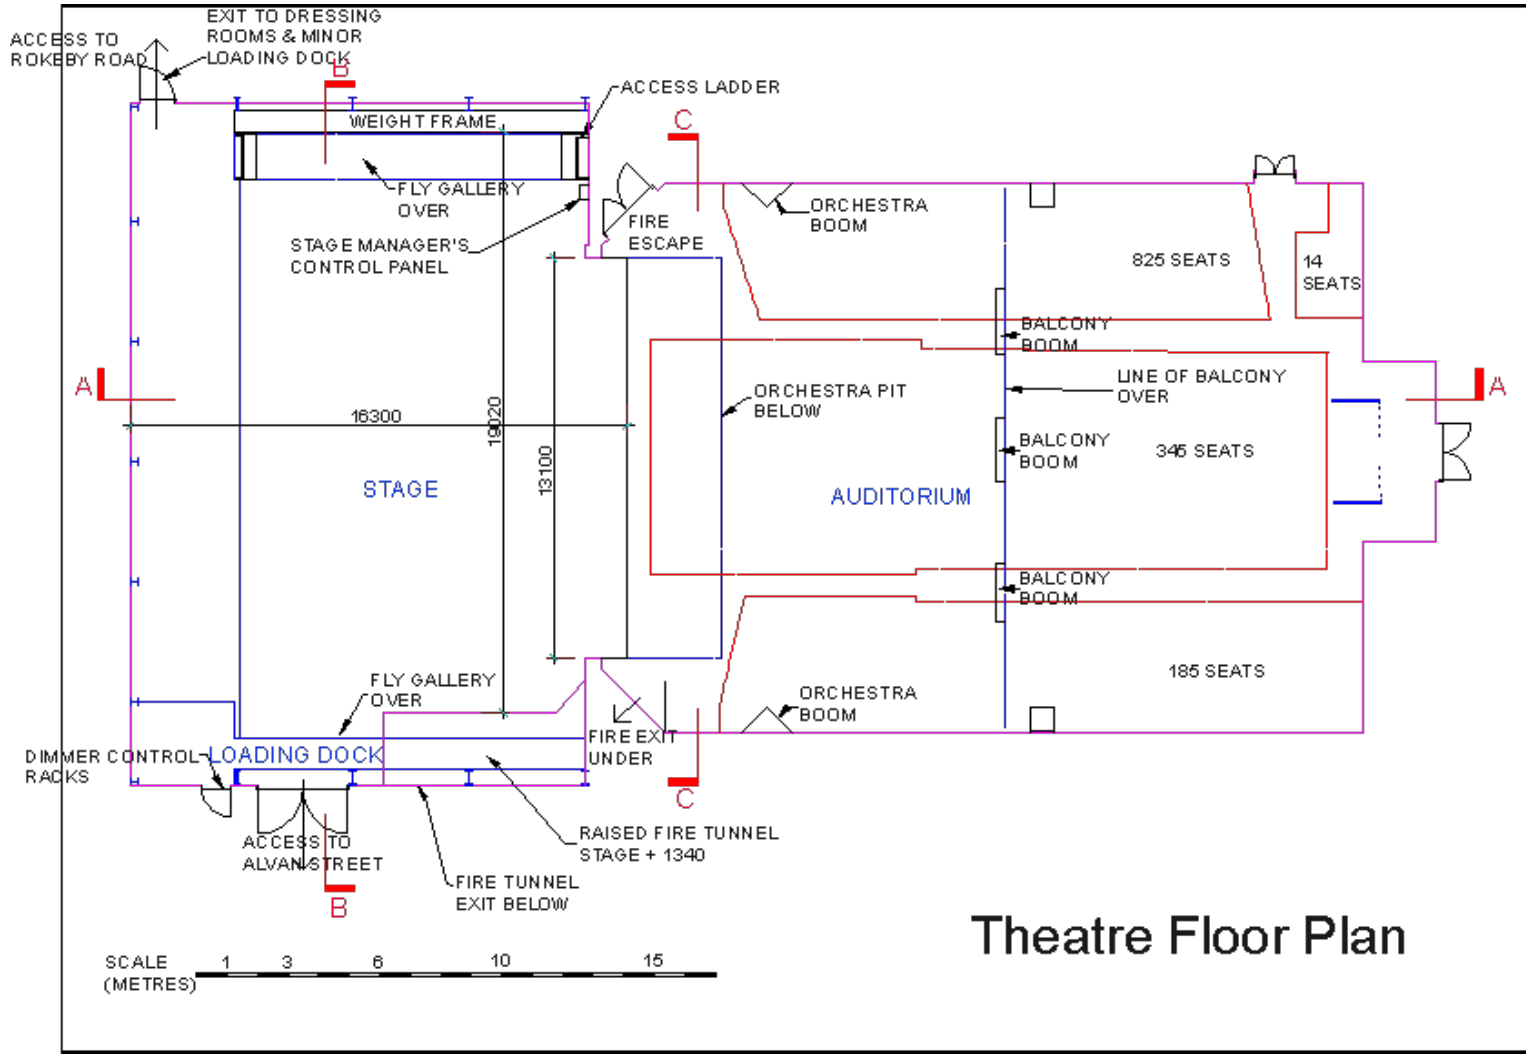 EXIT TO DRESSING
ROOMS & MINOR
LOADING DOCK
ACCESS TO
ROKEBY ROAD
B
ACCESS LADDER
WEIGHT FRAME
C
FLY GALLERY
OVER
ORCHESTRA
BOOM
FIRE
ESCAPE
STAGE MANAGER'S
CONTROL PANEL
825 SEATS
14
SEATS
BALCONY
BOOM
A
ORCHESTRA PIT
BELOW
LINE OF BALCONY
OVER
A
16300
19020
13100
BALCONY
BOOM
345 SEATS
STAGE
AUDITORIUM
BALCONY
BOOM
185 SEATS
FLY GALLERY
OVER
ORCHESTRA
BOOM
FIRE EXIT
UNDER
DIMMER CONTROL
RACKS
LOADING DOCK
C
ACCESS TO
ALVAN STREET
RAISED FIRE TUNNEL
STAGE + 1340
FIRE TUNNEL
EXIT BELOW
B
Theatre Floor Plan
SCALE
(METRES)
1 3 6 10 15